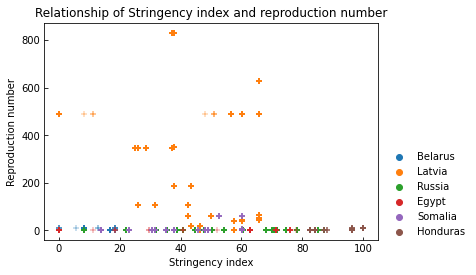 Relationship of Stringency index and reproduction number
800
600
400
200
0
Reproduction number
0
20
40
60
80
100
Stringency index
Belarus
Latvia
Russia
Egypt
Somalia
Honduras